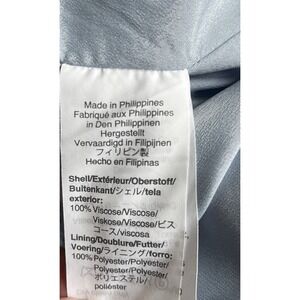 Made in Philippines
Fabriqué aux Philippines
in Den Philippinen
Hergestellt
Vervaardigd in Filipijnen
フィリピン製
Hecho en Filipinas
Shell/Extérieur/Oberstoff/
Buitenkant/シェル/tela
exterior:
100% Viscose/Viscose/
Viskose/Viscose/ビス
コース/viscosa
Lining/Doublure/Futter/
Voering/ライニング/forro:
100% Polyester/Polyester/
Polyester/Polyester/
ポリエステル/
poliéster